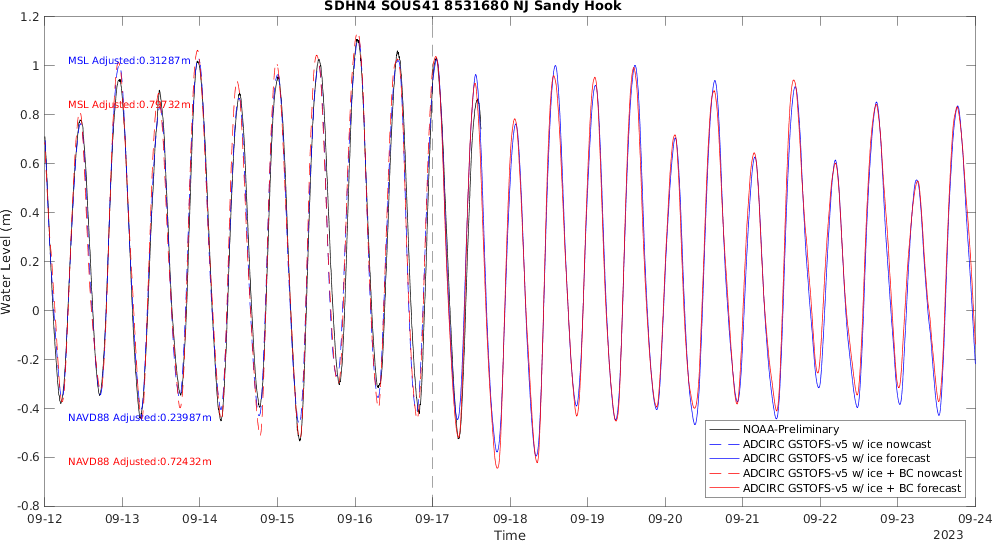 SDHN4 SOUS41 8531680 NJ Sandy Hook
1.2
1
0.8
0.6
0.4
0.2
0
-0.2
-0.4
-0.6
-0.8
Water Level (m)
MSL Adjusted:0.31287m
MSL Adjusted:0.79732m
NAVD88 Adjusted:0.23987m
NAVD88 Adjusted:0.72432m
NOAA-Preliminary
ADCIRC GSTOFS-v5 w/ ice nowcast
ADCIRC GSTOFS-v5 w/ ice forecast
ADCIRC GSTOFS-v5 w/ ice + BC nowcast
ADCIRC GSTOFS-v5 w/ ice + BC forecast
09-12 09-13 09-14 09-15 09-16 09-17 09-18 09-19 09-20 09-21 09-22 09-23 09-24
Time
2023